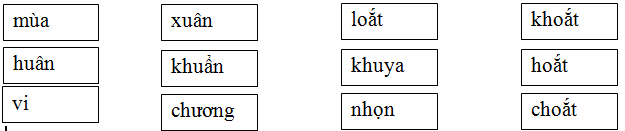 mùa xuân loắt khoắt
huân khuẩn khuya hoắt
vi chương nhọn choắt